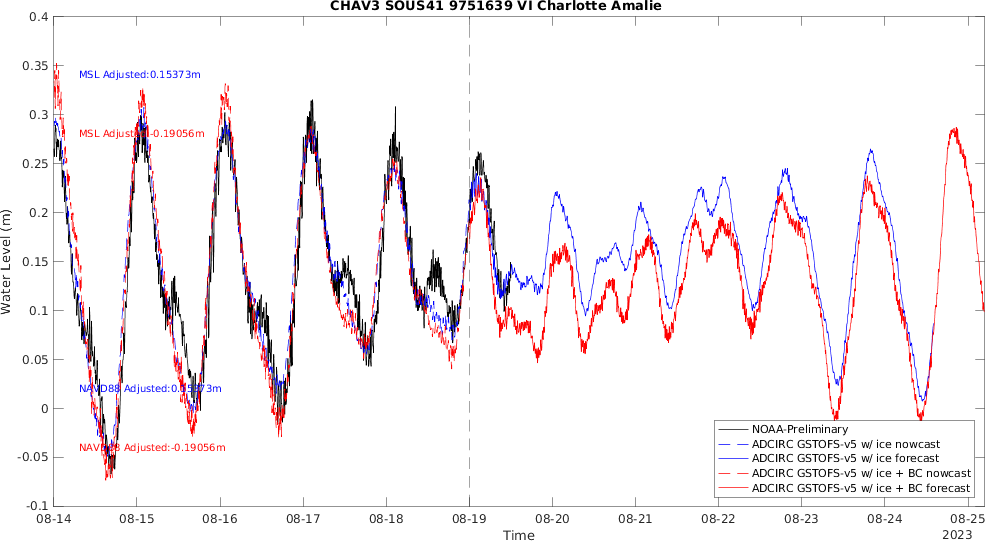 CHAV3 SOUS41 9751639 VI Charlotte Amalie
0.4
0.35
0.3
0.25
0.2
0.15
0.1
0.05
0
-0.05
-0.1
Water Level (m)
MSL Adjusted:0.15373m
MSL Adjusted:-0.19056m
NAVD88 Adjusted:0.15373m
NAVD88 Adjusted:-0.19056m
NOAA-Preliminary
ADCIRC GSTOFS-v5 w/ ice nowcast
ADCIRC GSTOFS-v5 w/ ice forecast
ADCIRC GSTOFS-v5 w/ ice + BC nowcast
ADCIRC GSTOFS-v5 w/ ice + BC forecast
08-14 08-15 08-16 08-17 08-18 08-19 08-20 08-21 08-22 08-23 08-24 08-25
Time
2023